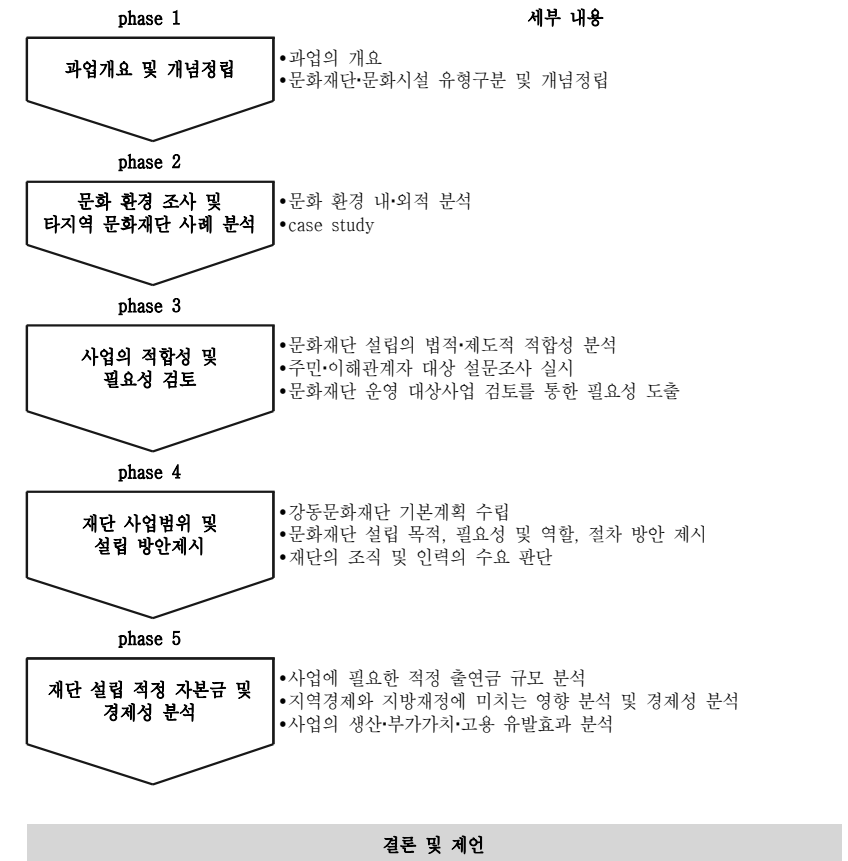 phase 1
세부 내용
과업개요 및 개념정립
•과업의 개요
•문화재단•문화시설 유형구분 및 개념정립
phase 2
문화 환경 조사 및
타지역 문화재단 사례 분석
•문화 환경 내•외적 분석
•case study
phase 3
사업의 적합성 및
필요성 검토
•문화재단 설립의 법적•제도적 적합성 분석
•주민•이해관계자 대상 설문조사 실시
•문화재단 운영 대상사업 검토를 통한 필요성 도출
phase 4
재단 사업범위 및
설립 방안제시
•강동문화재단 기본계획 수립
•문화재단 설립 목적, 필요성 및 역할, 절차 방안 제시
•재단의 조직 및 인력의 수요 판단
phase 5
재단 설립 적정 자본금 및
경제성 분석
•사업에 필요한 적정 출연금 규모 분석
•지역경제와 지방재정에 미치는 영향 분석 및 경제성 분석
•사업의 생산•부가가치•고용 유발효과 분석
결론 및 제언